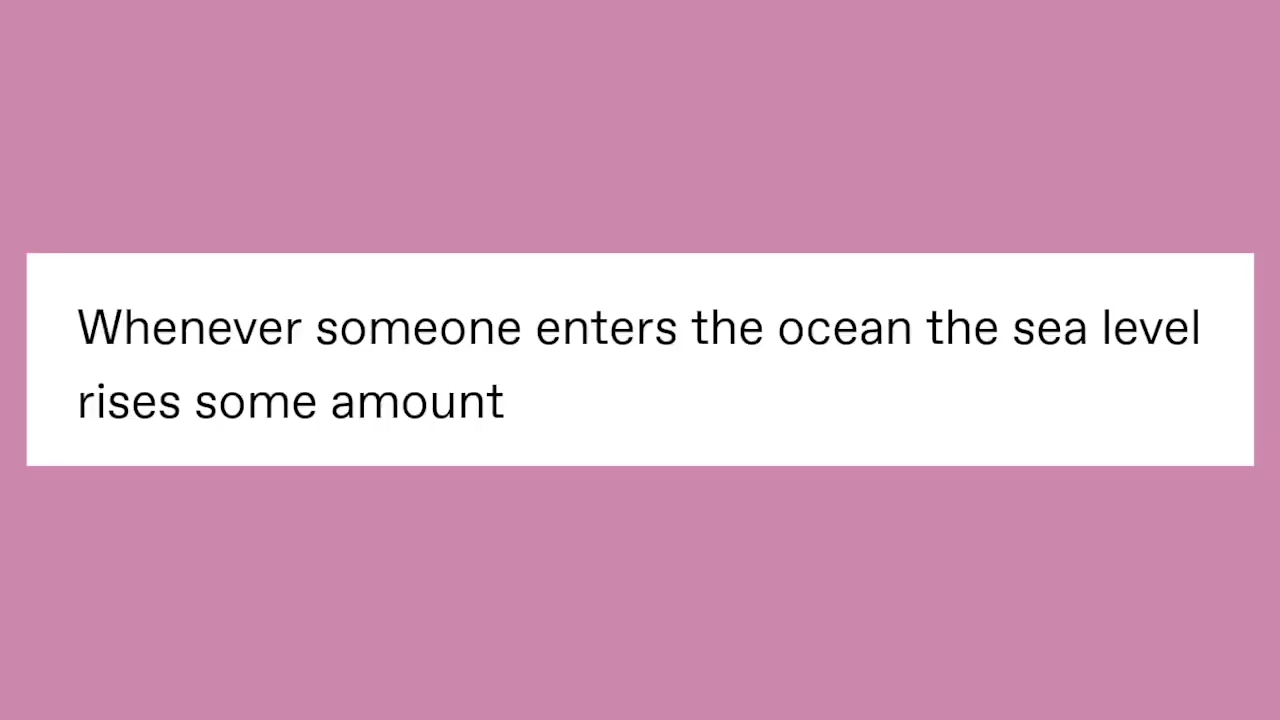 Whenever someone enters the ocean the sea level
rises some amount